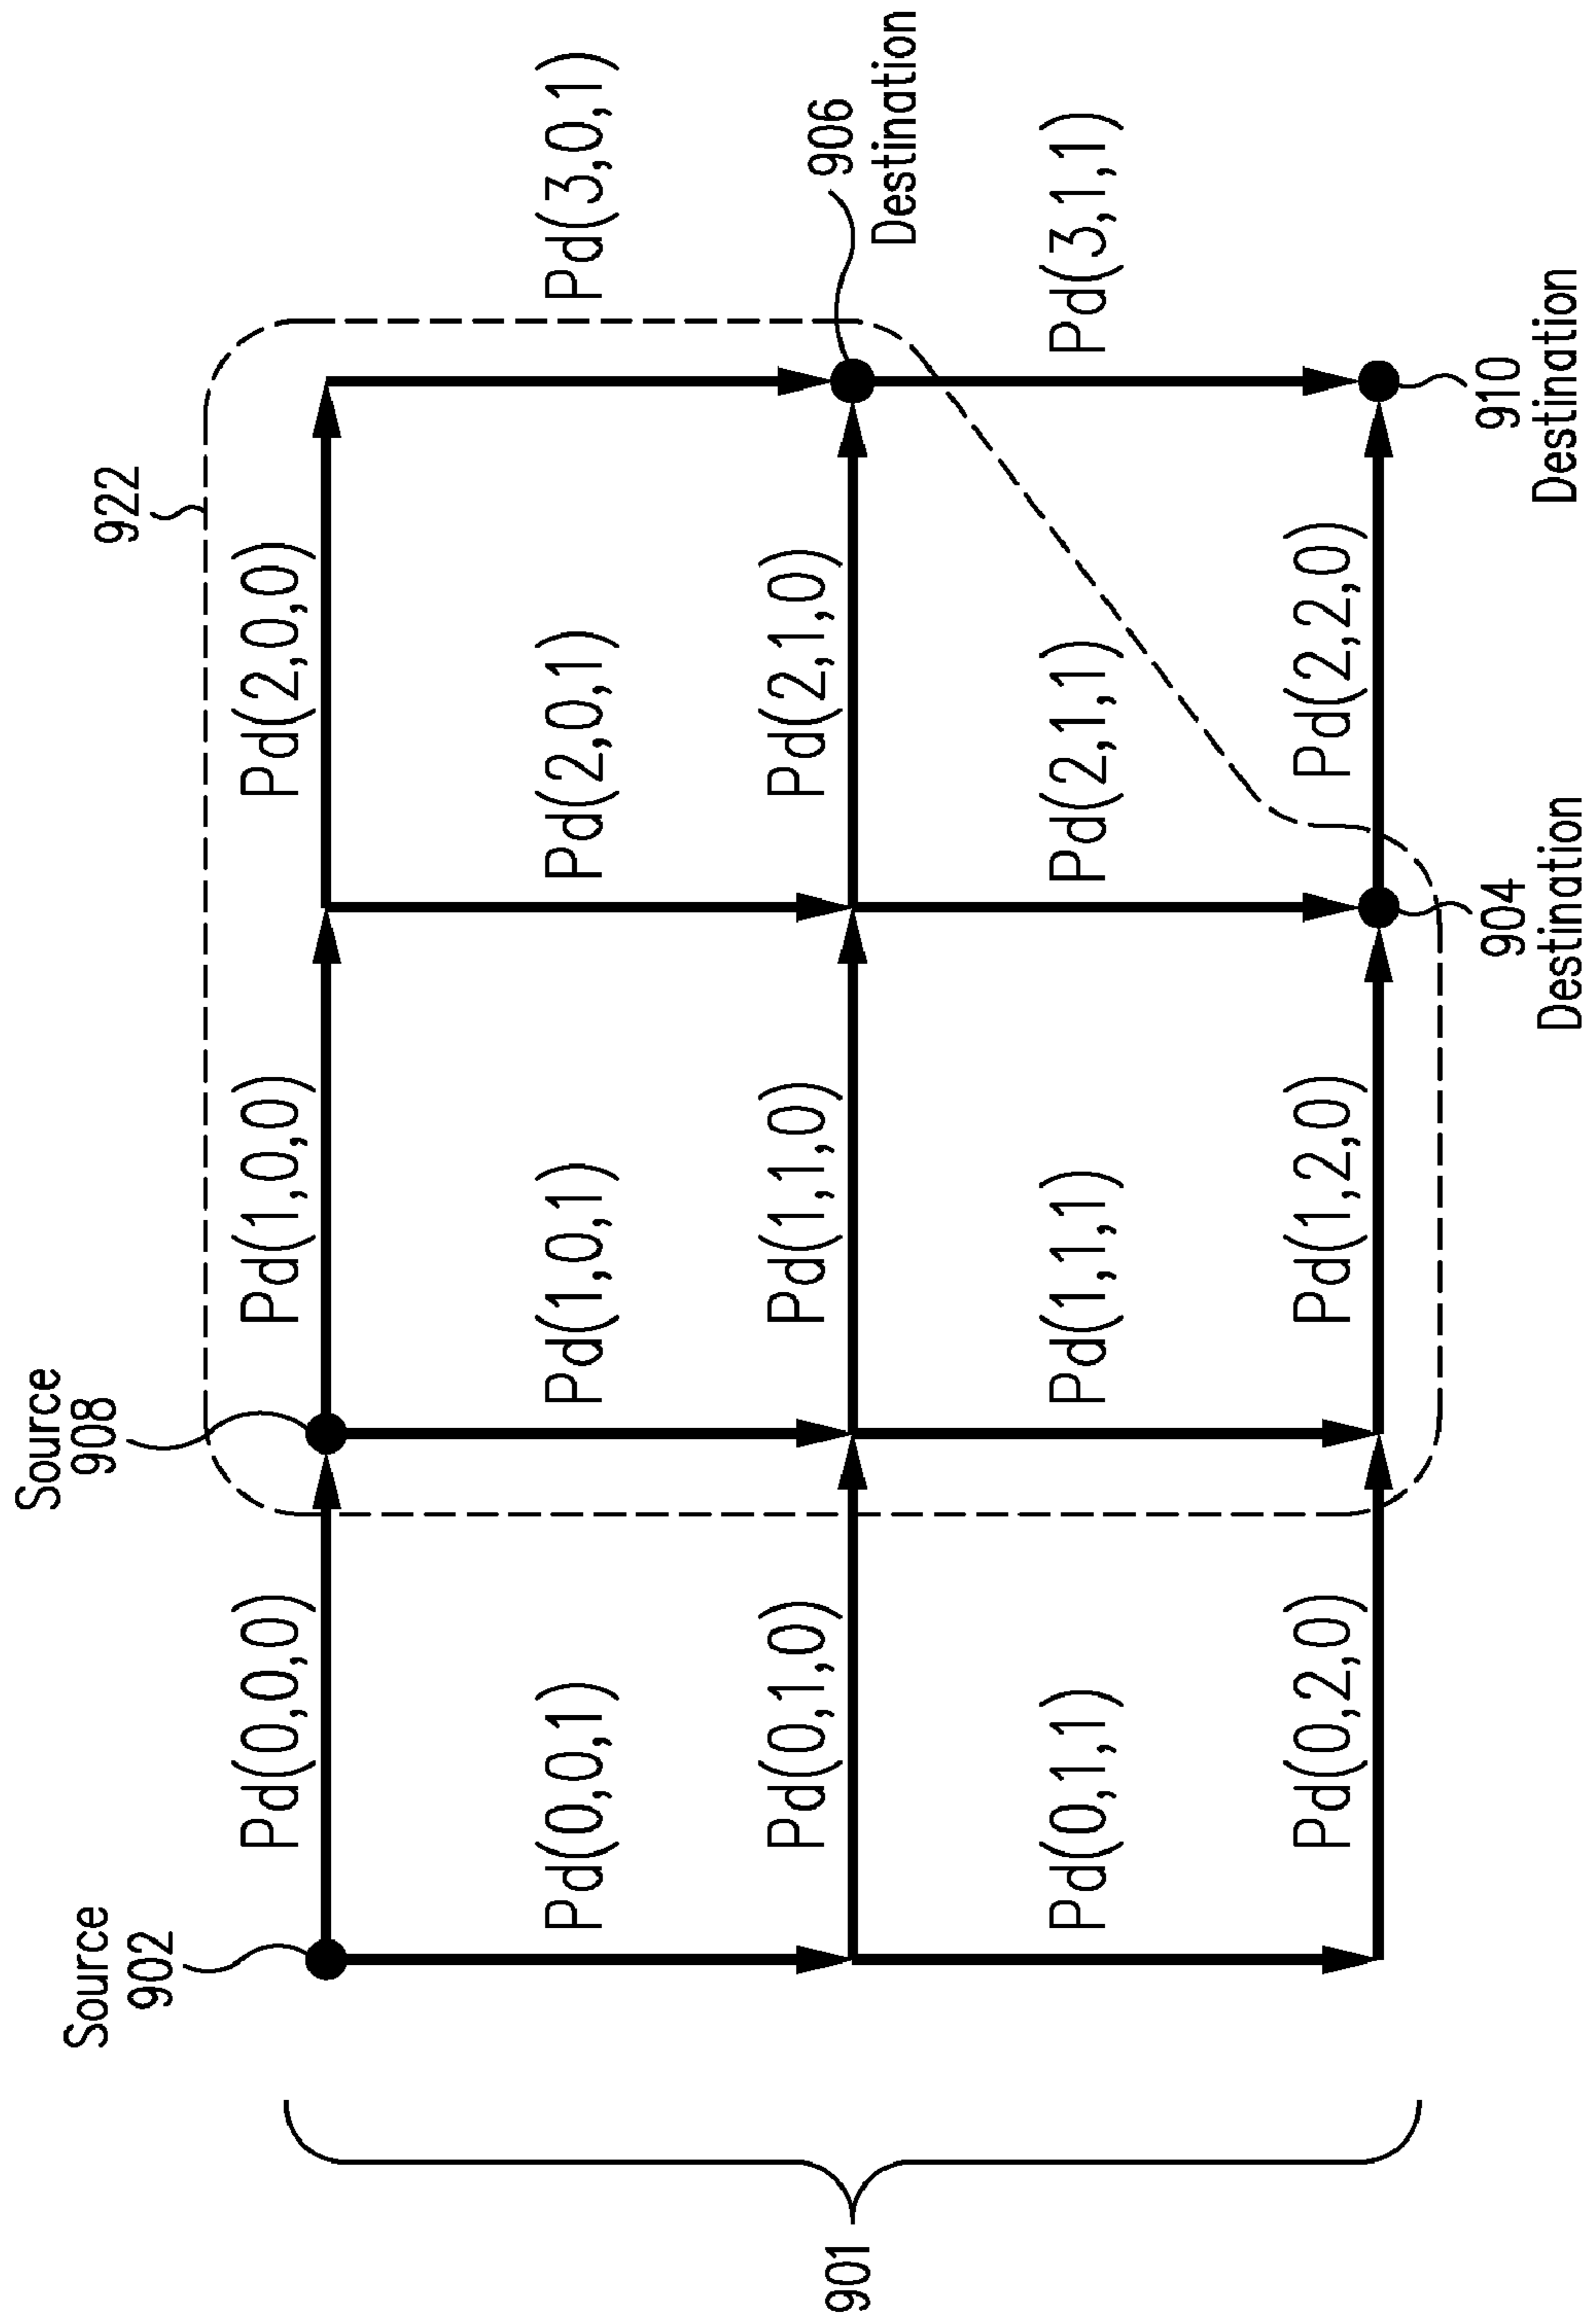 922
Source
908
Source
902
Pd(0,0,0)
Pd(1,0,0)
Pd(2,0,0)
Pd(0,0,1)
Pd(1,0,1)
Pd(2,0,1)
Pd(3,0,1)
Pd(0,1,0)
Pd(1,1,0)
Pd(2,1,0)
906
Destination
901
Pd(0,1,1)
Pd(1,1,1)
Pd(2,1,1)
Pd(3,1,1)
Pd(0,2,0)
Pd(1,2,0)
Pd(2,2,0)
904
Destination
910
Destination